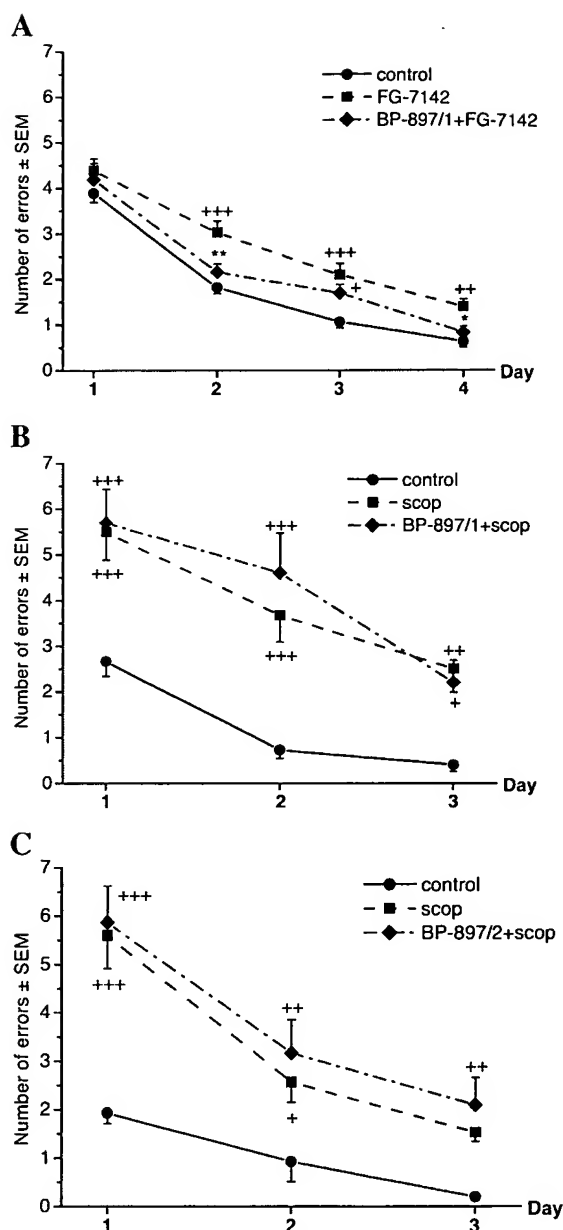 A
7
6
5
4
3
2
1
0
Number of errors ± SEM
control
FG-7142
BP-897/1+FG-7142
+++
**
+++
+
++
*
1 2 3 4 Day
B
7
6
5
4
3
2
1
0
Number of errors ± SEM
control
scop
BP-897/1+scop
+++
+++
+++
+++
++
+
1 2 3 Day
C
7
6
5
4
3
2
1
0
Number of errors ± SEM
control
scop
BP-897/2+scop
+++
+++
++
+
++
1 2 3 Day